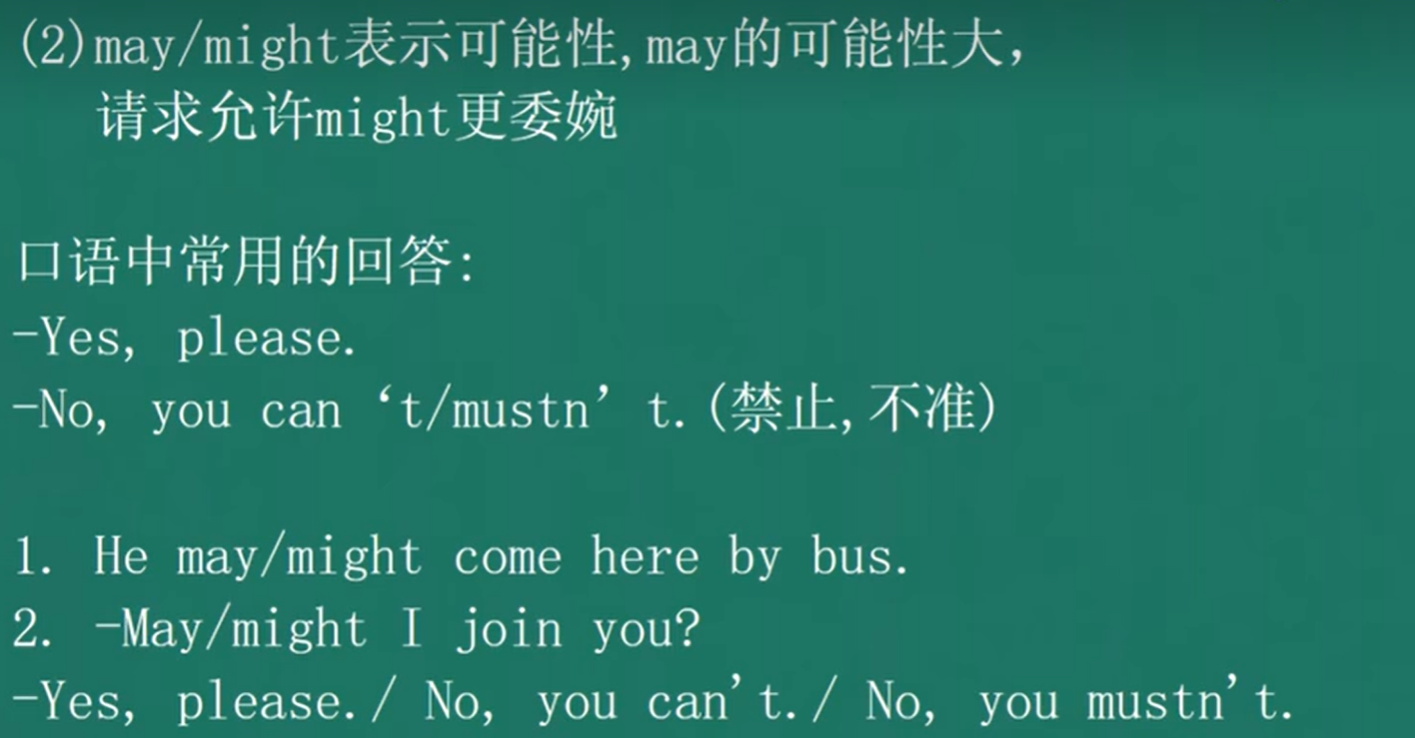 (2)may/might表示可能性,may的可能性大,
请求允许might更委婉
口语中常用的回答:
-Yes, please.
-No, you can ‘t/mustn’ t.(禁止,不准)
1. He may/might come here by bus.
2. -May/might I join you?
-Yes, please./ No, you can't./ No, you mustn't.